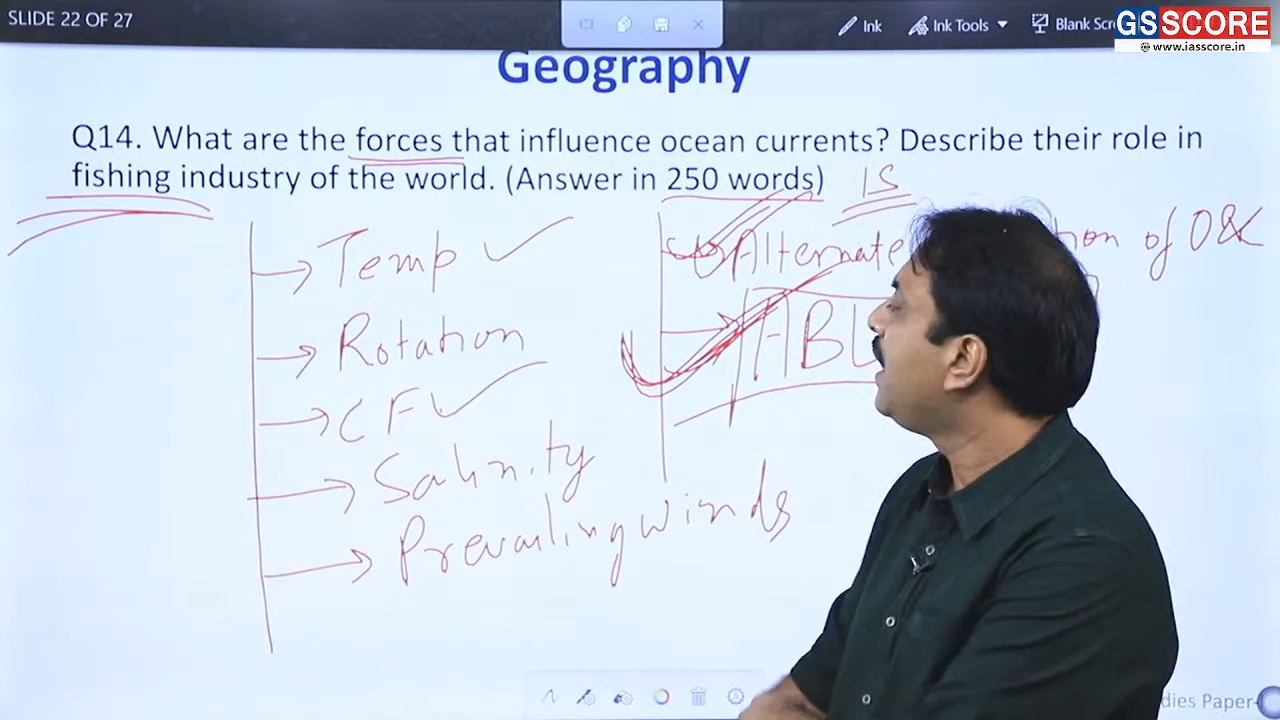 SLIDE 22 OF 27
Ink
Ink Tools
Blank Scr
GSSCORE
www.iasscore.in
Geography
Q14. What are the forces that influence ocean currents? Describe their role in
fishing industry of the world. (Answer in 250 words)
15
Temp
Rotation
CF
Salinity
Prevailing winds
Alternate
of
dies Paper-I